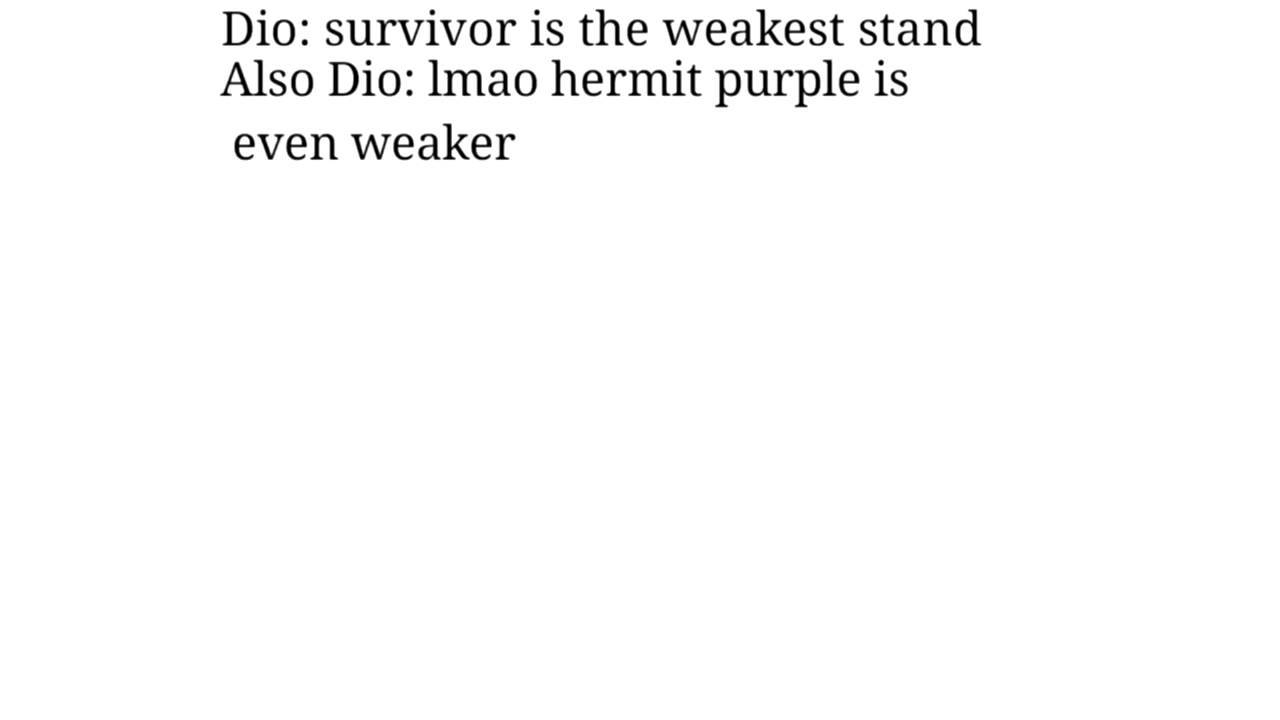 Dio: survivor is the weakest stand
Also Dio: lmao hermit purple is
even weaker